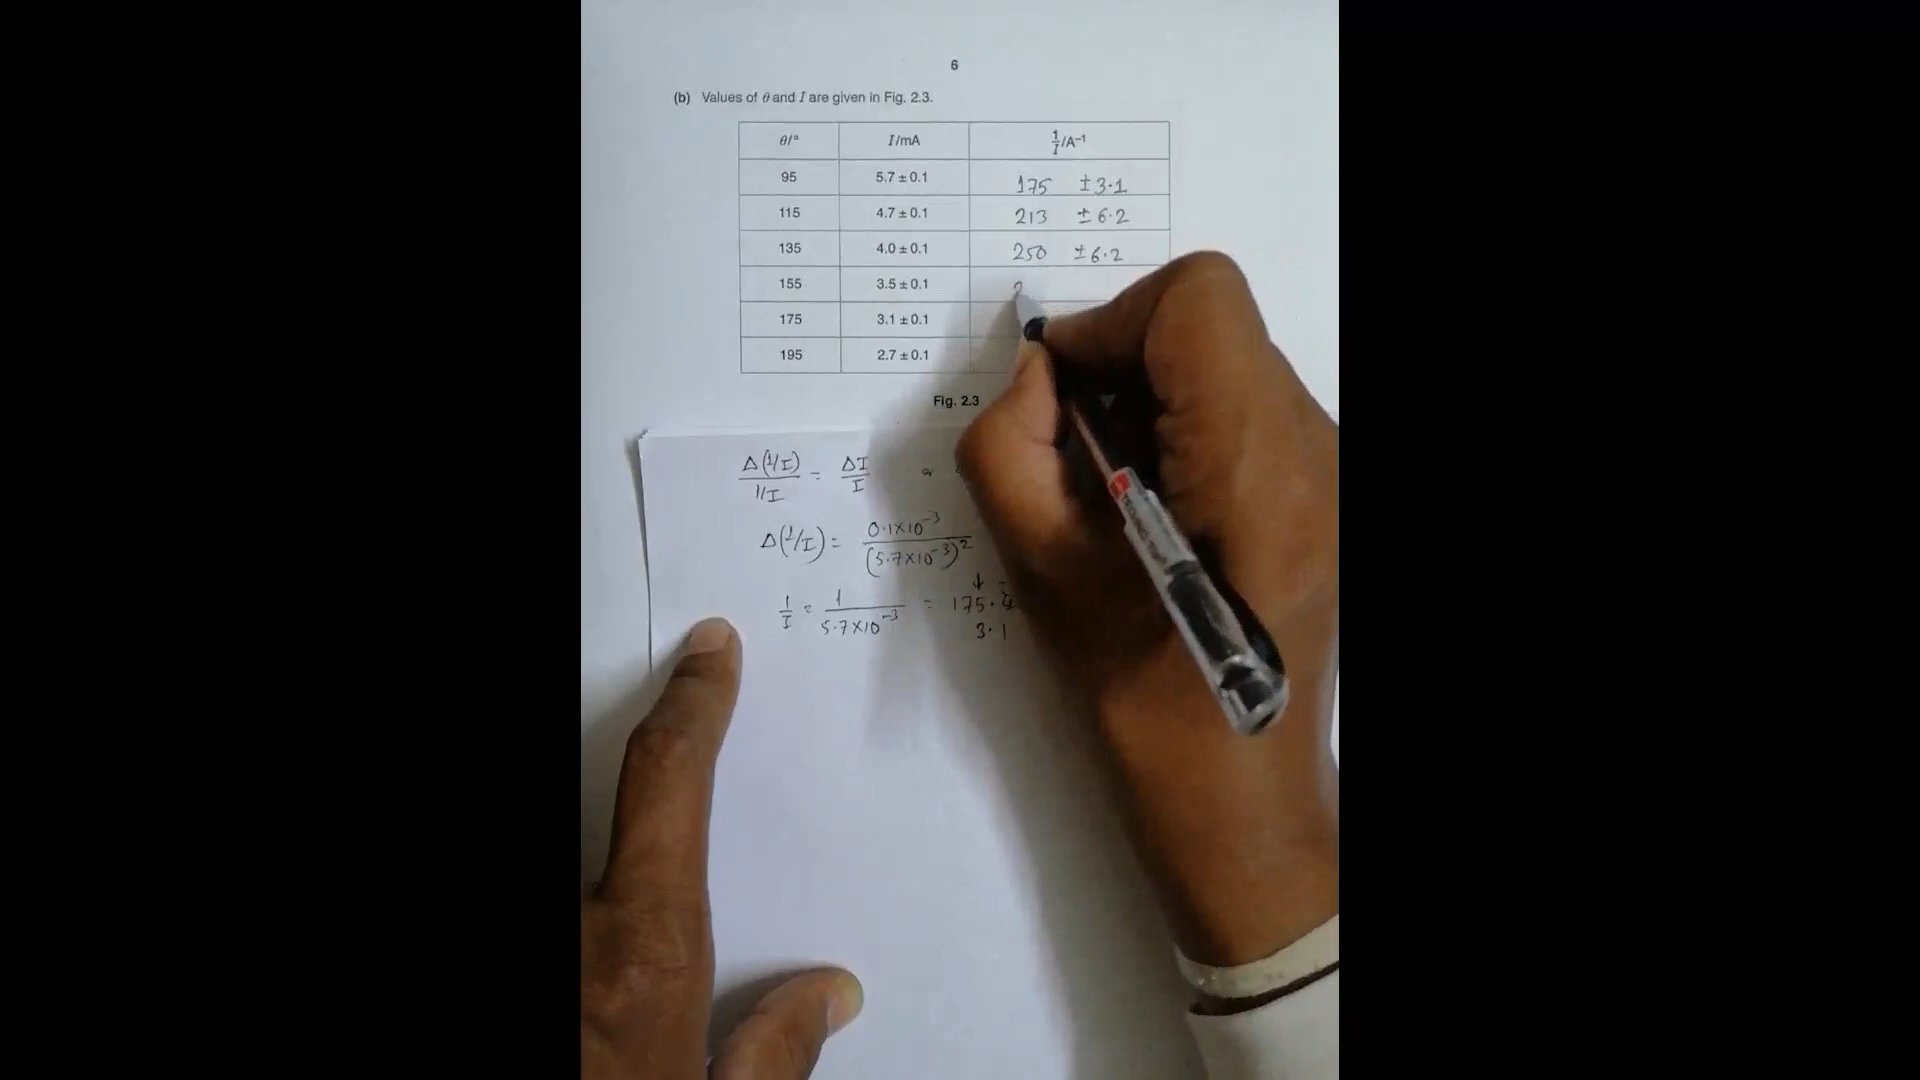 6
(b) Values of θ and I are given in Fig. 2.3.
θ/° I/mA 1/I /A⁻¹
95 5.7 ± 0.1 175 ± 3.1
115 4.7 ± 0.1 213 ± 6.2
135 4.0 ± 0.1 250 ± 6.2
155 3.5 ± 0.1
175 3.1 ± 0.1
195 2.7 ± 0.1
Fig. 2.3
Δ(1/I)/(1/I) = ΔI/I or
Δ(1/I) = 0.1×10⁻³/(5.7×10⁻³)²
1/I = 1/(5.7×10⁻³) = 175.4
3.1